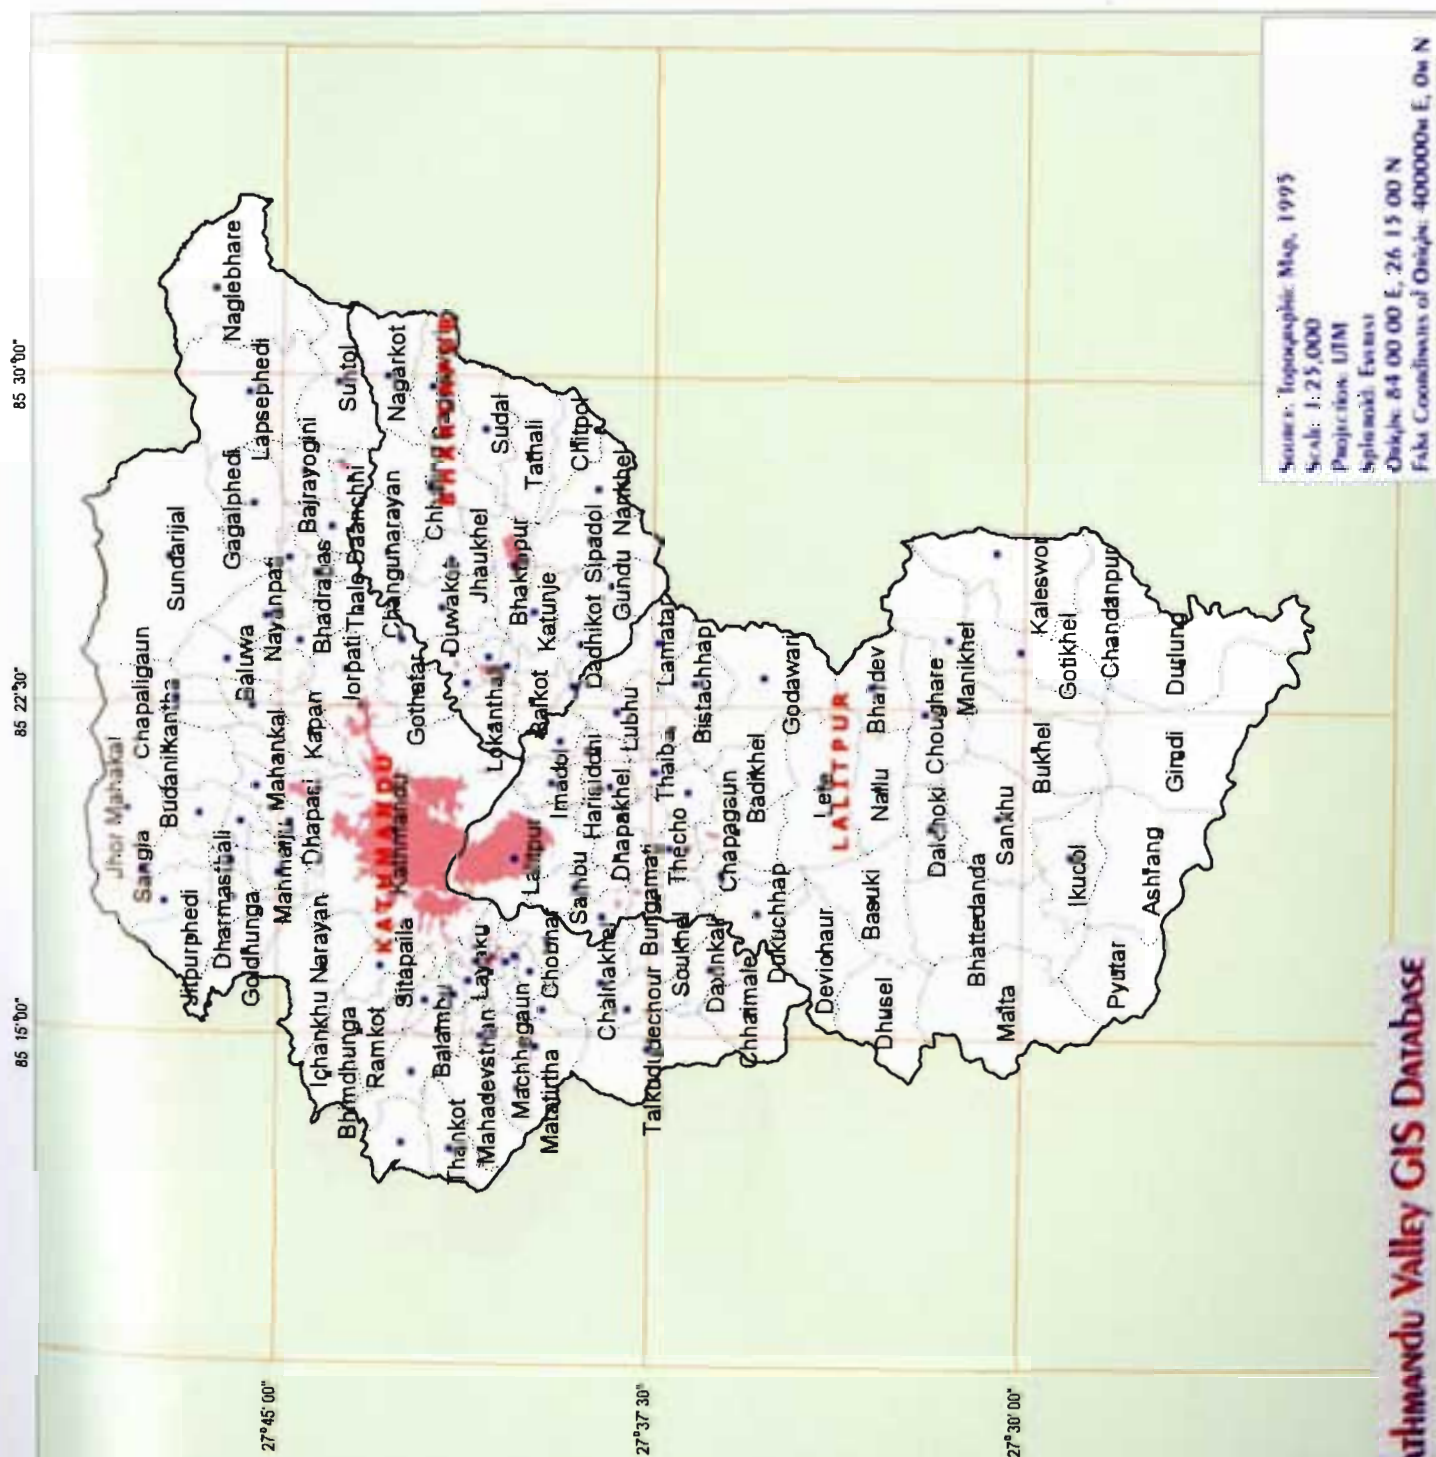 85 15'00"
85 22'30"
85 30'00"
27°45' 00"
27°37' 30"
27°30' 00"
Jhor Mahakal
Sangla
Chapaligaun
Budanilkantha
Sundarijal
Jitpurphedi
Dharmasthali
Baluwa
Gagalphedi
Naglebhare
Goldhunga
Lapsephedi
Manmaiju
Mahankal
Nayanpati
Ichankhu Narayan
Dhapasi
Kapan
Bhadrabas
Bajrayogini
Bhimdhunga
Jorpati
Thale Danchhi
Suntol
Ramkot
KATHMANDU
Sitapaila
Kathmandu
Gothatar
Changunarayan
Nagarkot
Balambu
Duwakot
BHAKTAPUR
Thankot
Mahadevsthan
Layaku
Lokanthali
Jhaukhel
Sudal
Machhegaun
Lalitpur
Balkot
Bhaktapur
Tathali
Matatirtha
Chobhar
Imadol
Katunje
Chitpol
Sainbu
Harisiddhi
Dadhikot
Sipadol
Chalnakhel
Dhapakhel
Lubhu
Gundu
Nankhel
Talkududechour
Bungamati
Thaiba
Lamatar
Soukhel
Thecho
Bistachhap
Chhaimale
Chapagaun
Badikhel
Dukuchhap
Godawari
Devichaur
Lele
LALITPUR
Dhusel
Basuki
Nallu
Bhardev
Dalchoki
Choughare
Bhattedanda
Manikhel
Malta
Sankhu
Bukhel
Kaleswor
Ikudol
Gotikhel
Pyutar
Chandanpur
Ashrang
Gimdi
Durlung
Source: Topographic Map, 1995
Scale: 1:25,000
Projection: UTM
Spheroid: Everest
Origin: 84 00 00 E, 26 15 00 N
False Coordinates of Origin: 400000m E, 0m N
ATHMANDU VALLEY GIS DATABASE